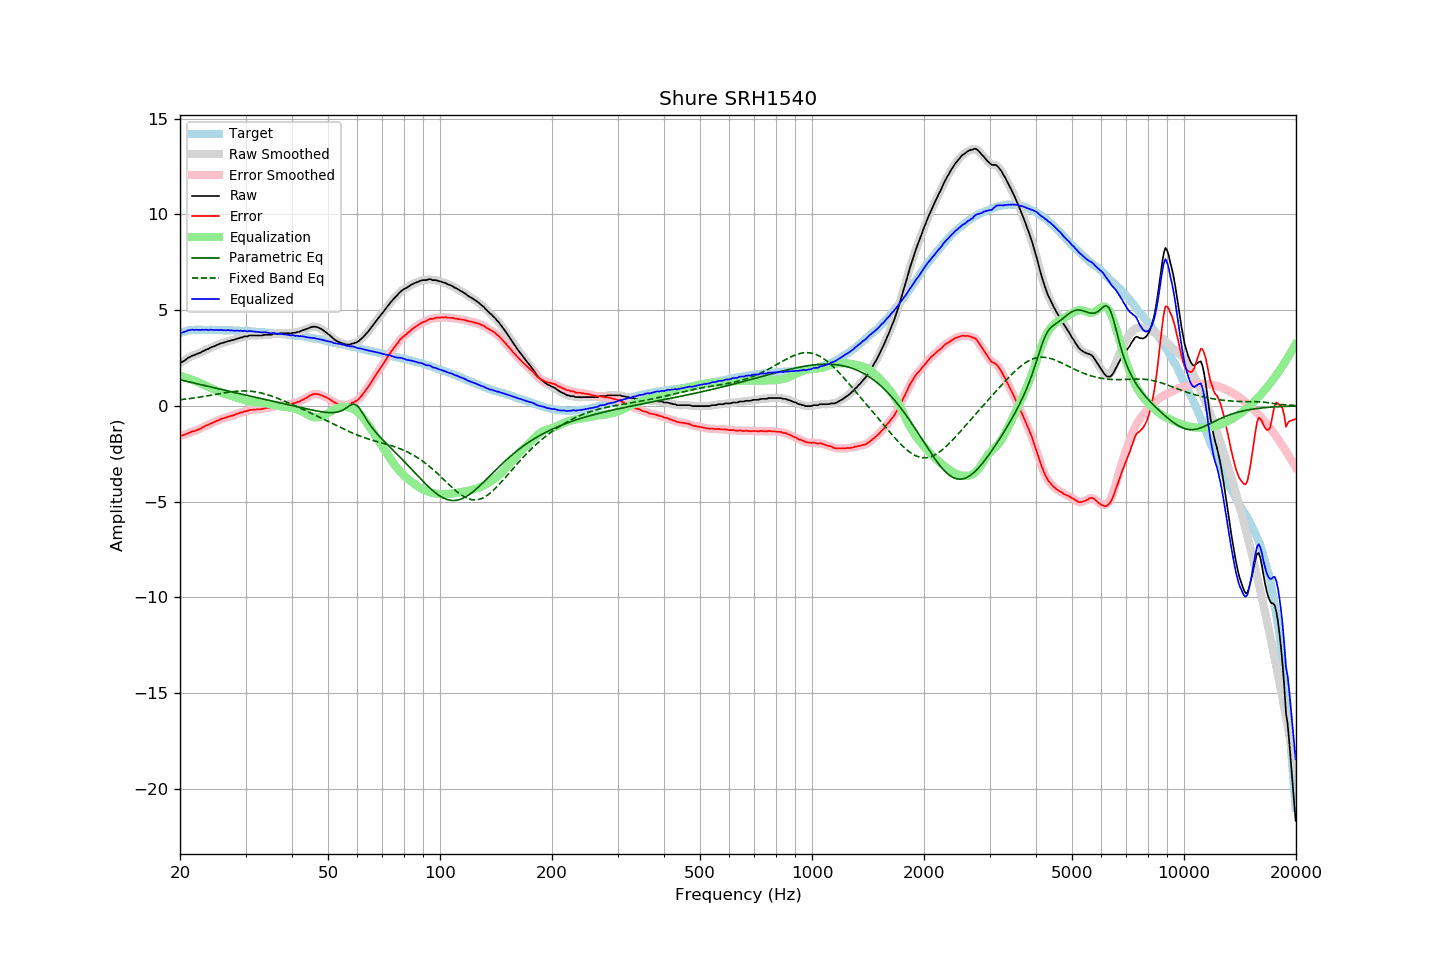 Shure SRH1540
Target
Raw Smoothed
Error Smoothed
Raw
Error
Equalization
Parametric Eq
Fixed Band Eq
Equalized
15
10
5
0
−5
−10
−15
−20
Amplitude (dBr)
20 50 100 200 500 1000 2000 5000 10000 20000
Frequency (Hz)